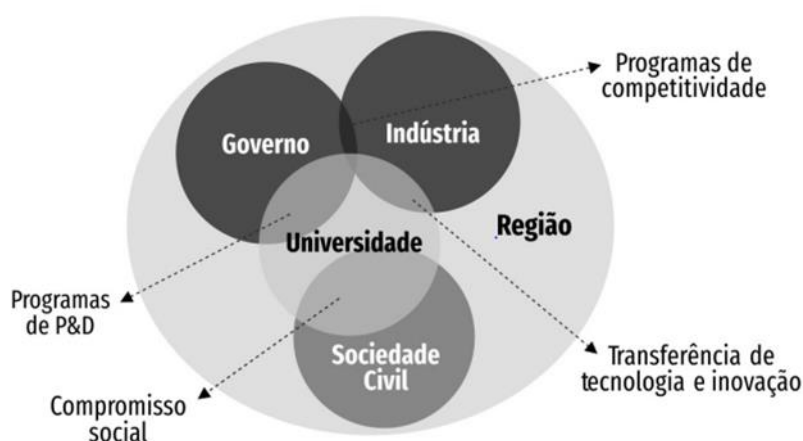 Programas de
competitividade
Governo
Indústria
Universidade
Região
Programas
de P&D
Sociedade
Civil
Transferência de
tecnologia e inovação
Compromisso
social